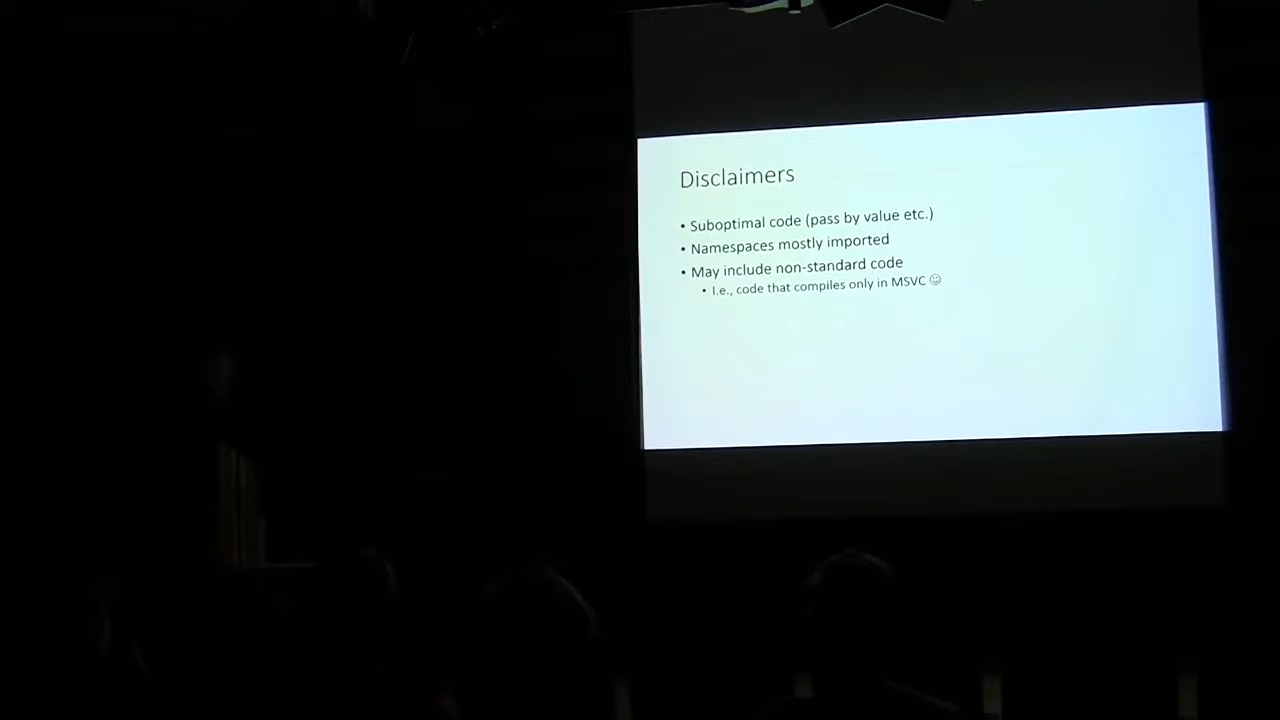 Disclaimers
• Suboptimal code (pass by value etc.)
• Namespaces mostly imported
• May include non-standard code
• I.e., code that compiles only in MSVC ☺